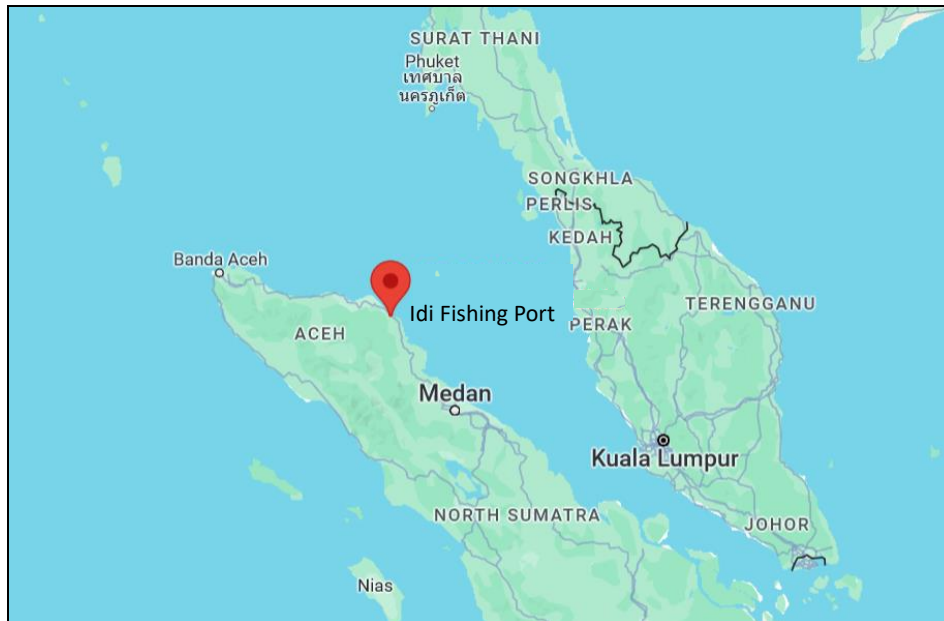 SURAT THANI
Phuket
เทศบาล
นครภูเก็ต
SONGKHLA
PERLIS
KEDAH
Banda Aceh
TERENGGANU
Idi Fishing Port
PERAK
ACEH
Medan
Kuala Lumpur
NORTH SUMATRA
JOHOR
Nias